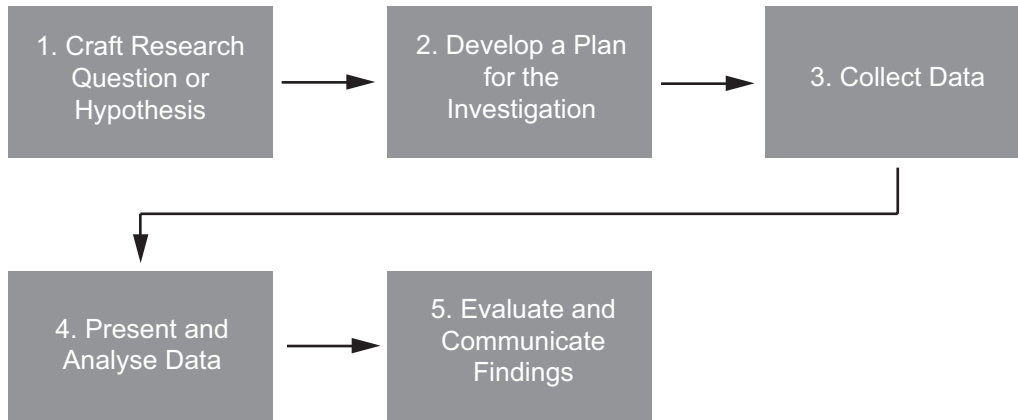 1. Craft Research
Question or
Hypothesis
2. Develop a Plan
for the
Investigation
3. Collect Data
4. Present and
Analyse Data
5. Evaluate and
Communicate
Findings